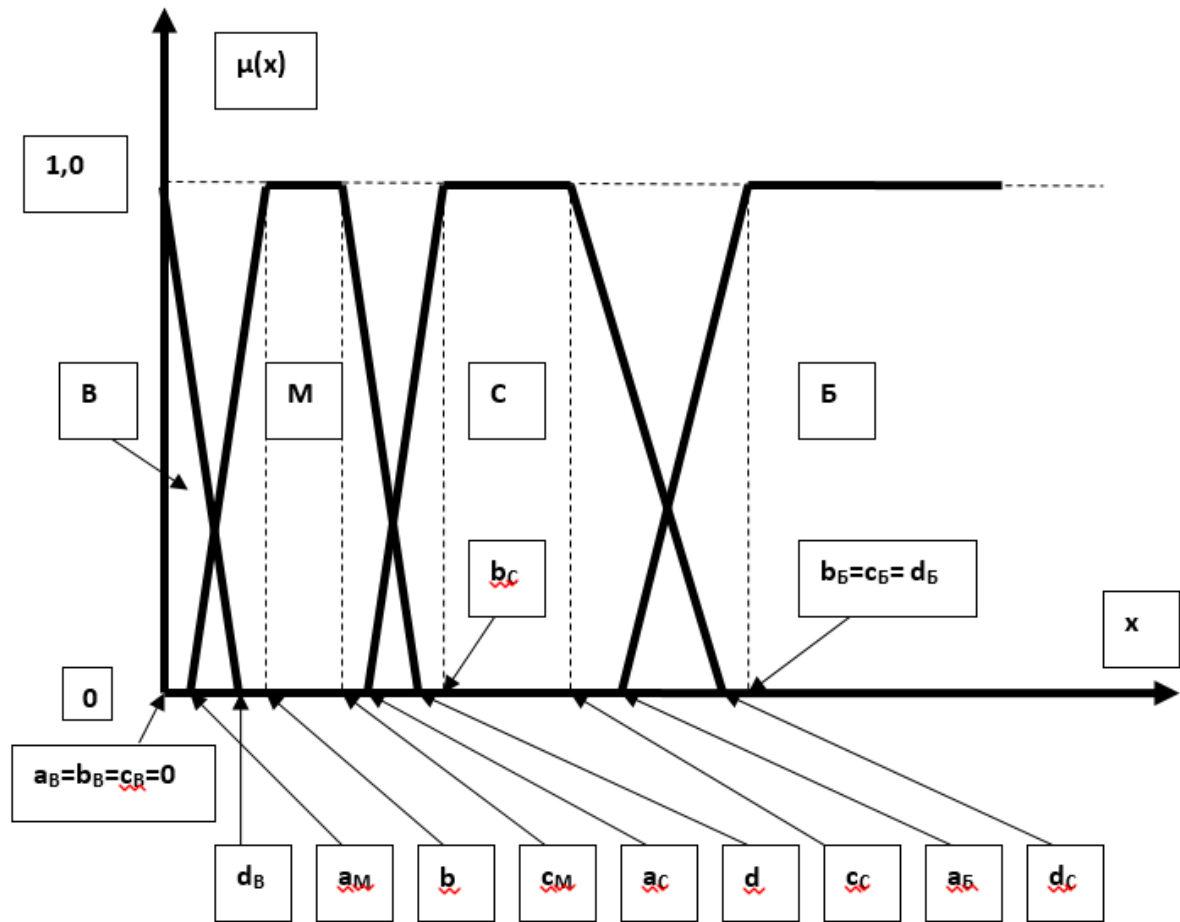 μ(x)
1,0
В
М
С
Б
bС
bБ=cБ= dБ
x
0
aВ=bВ=cВ=0
dВ
aМ
b
cМ
aС
d
cС
aБ
dС